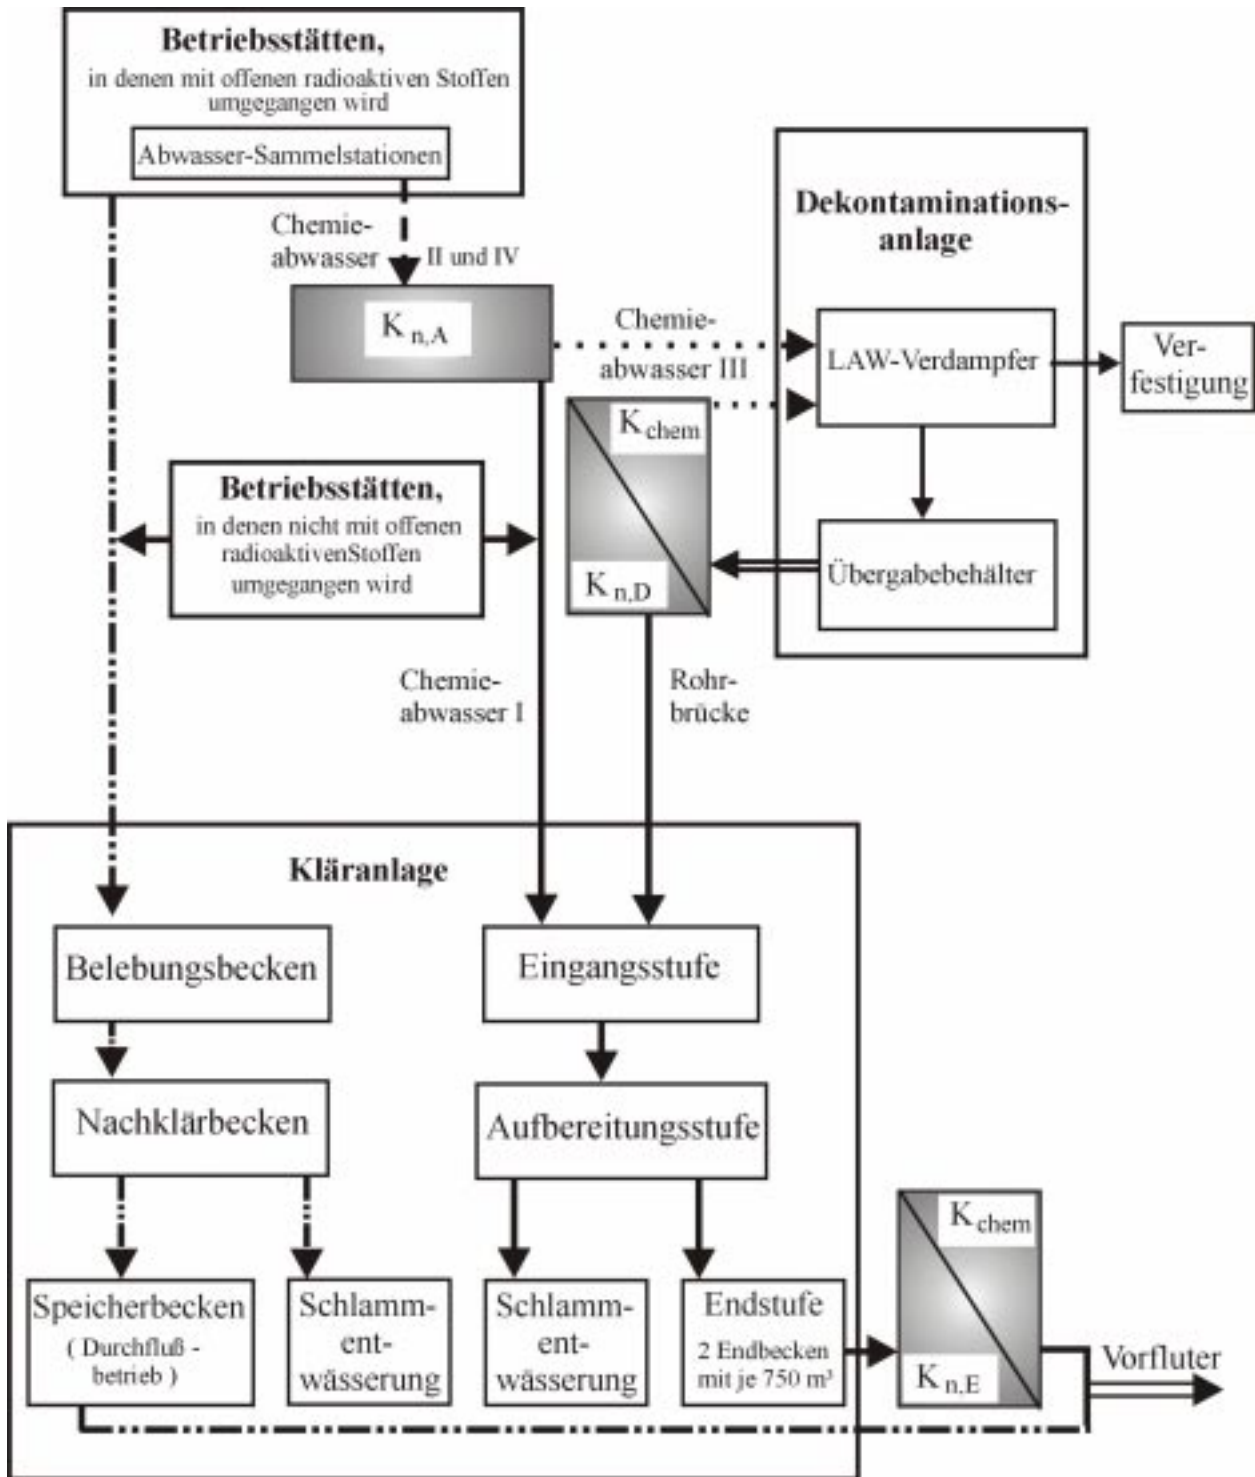 Betriebsstätten,
in denen mit offenen radioaktiven Stoffen
umgegangen wird
Abwasser-Sammelstationen
Chemie-
abwasser
II und IV
K n,A
Chemie-
abwasser III
Dekontaminations-
anlage
LAW-Verdampfer
Ver-
festigung
K chem
K n,D
Übergabebehälter
Betriebsstätten,
in denen nicht mit offenen
radioaktivenStoffen
umgegangen wird
Chemie-
abwasser I
Rohr-
brücke
Kläranlage
Belebungsbecken
Eingangsstufe
Nachklärbecken
Aufbereitungsstufe
Speicherbecken
( Durchfluß -
betrieb )
Schlamm-
ent-
wässerung
Schlamm-
ent-
wässerung
Endstufe
2 Endbecken
mit je 750 m³
K chem
K n,E
Vorfluter